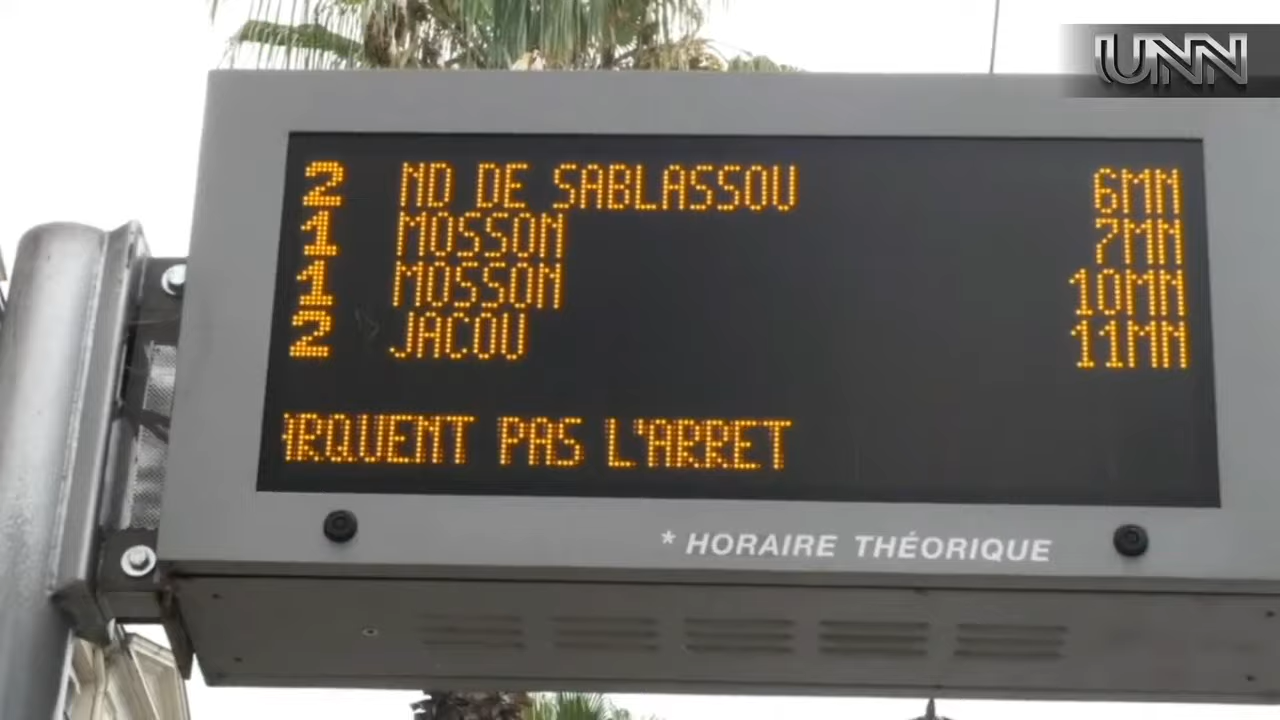 UNN
2 ND DE SABLASSOU 6MN
1 MOSSON 7MN
1 MOSSON 10MN
2 JACOU 11MN
RQUENT PAS L'ARRET
* HORAIRE THÉORIQUE